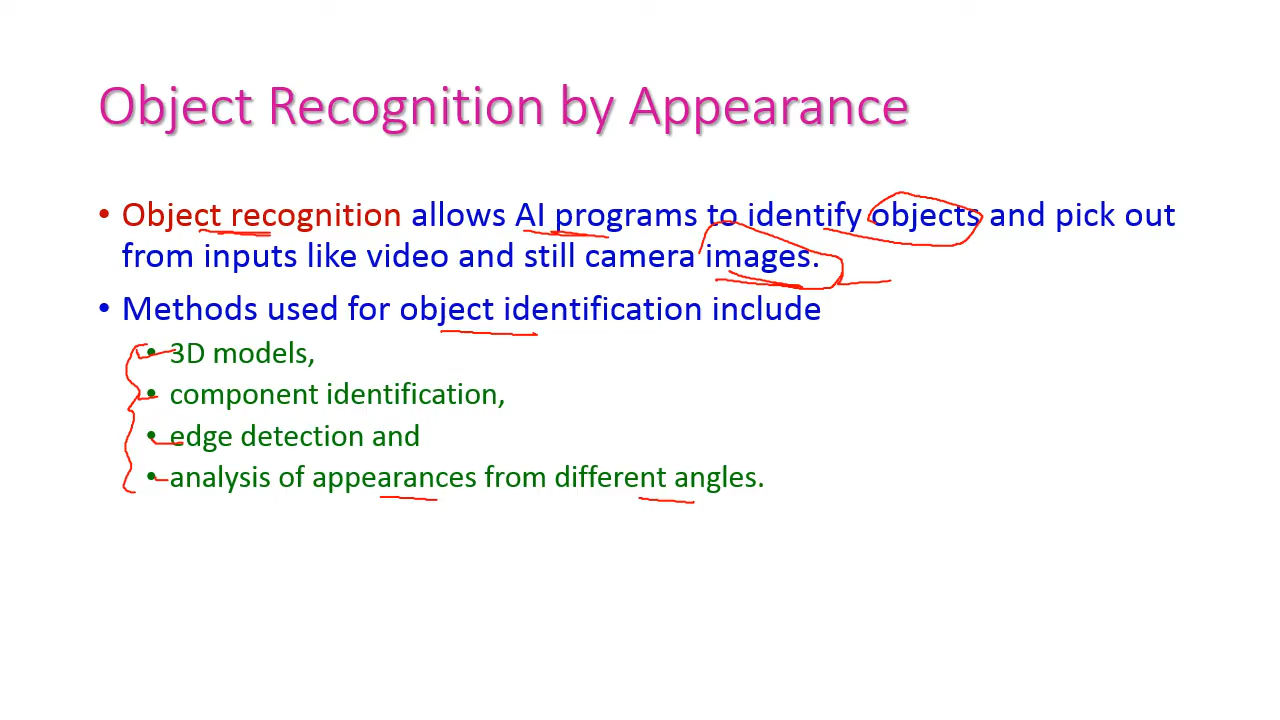 Object Recognition by Appearance
• Object recognition allows AI programs to identify objects and pick out
from inputs like video and still camera images.
• Methods used for object identification include
• 3D models,
• component identification,
• edge detection and
• analysis of appearances from different angles.